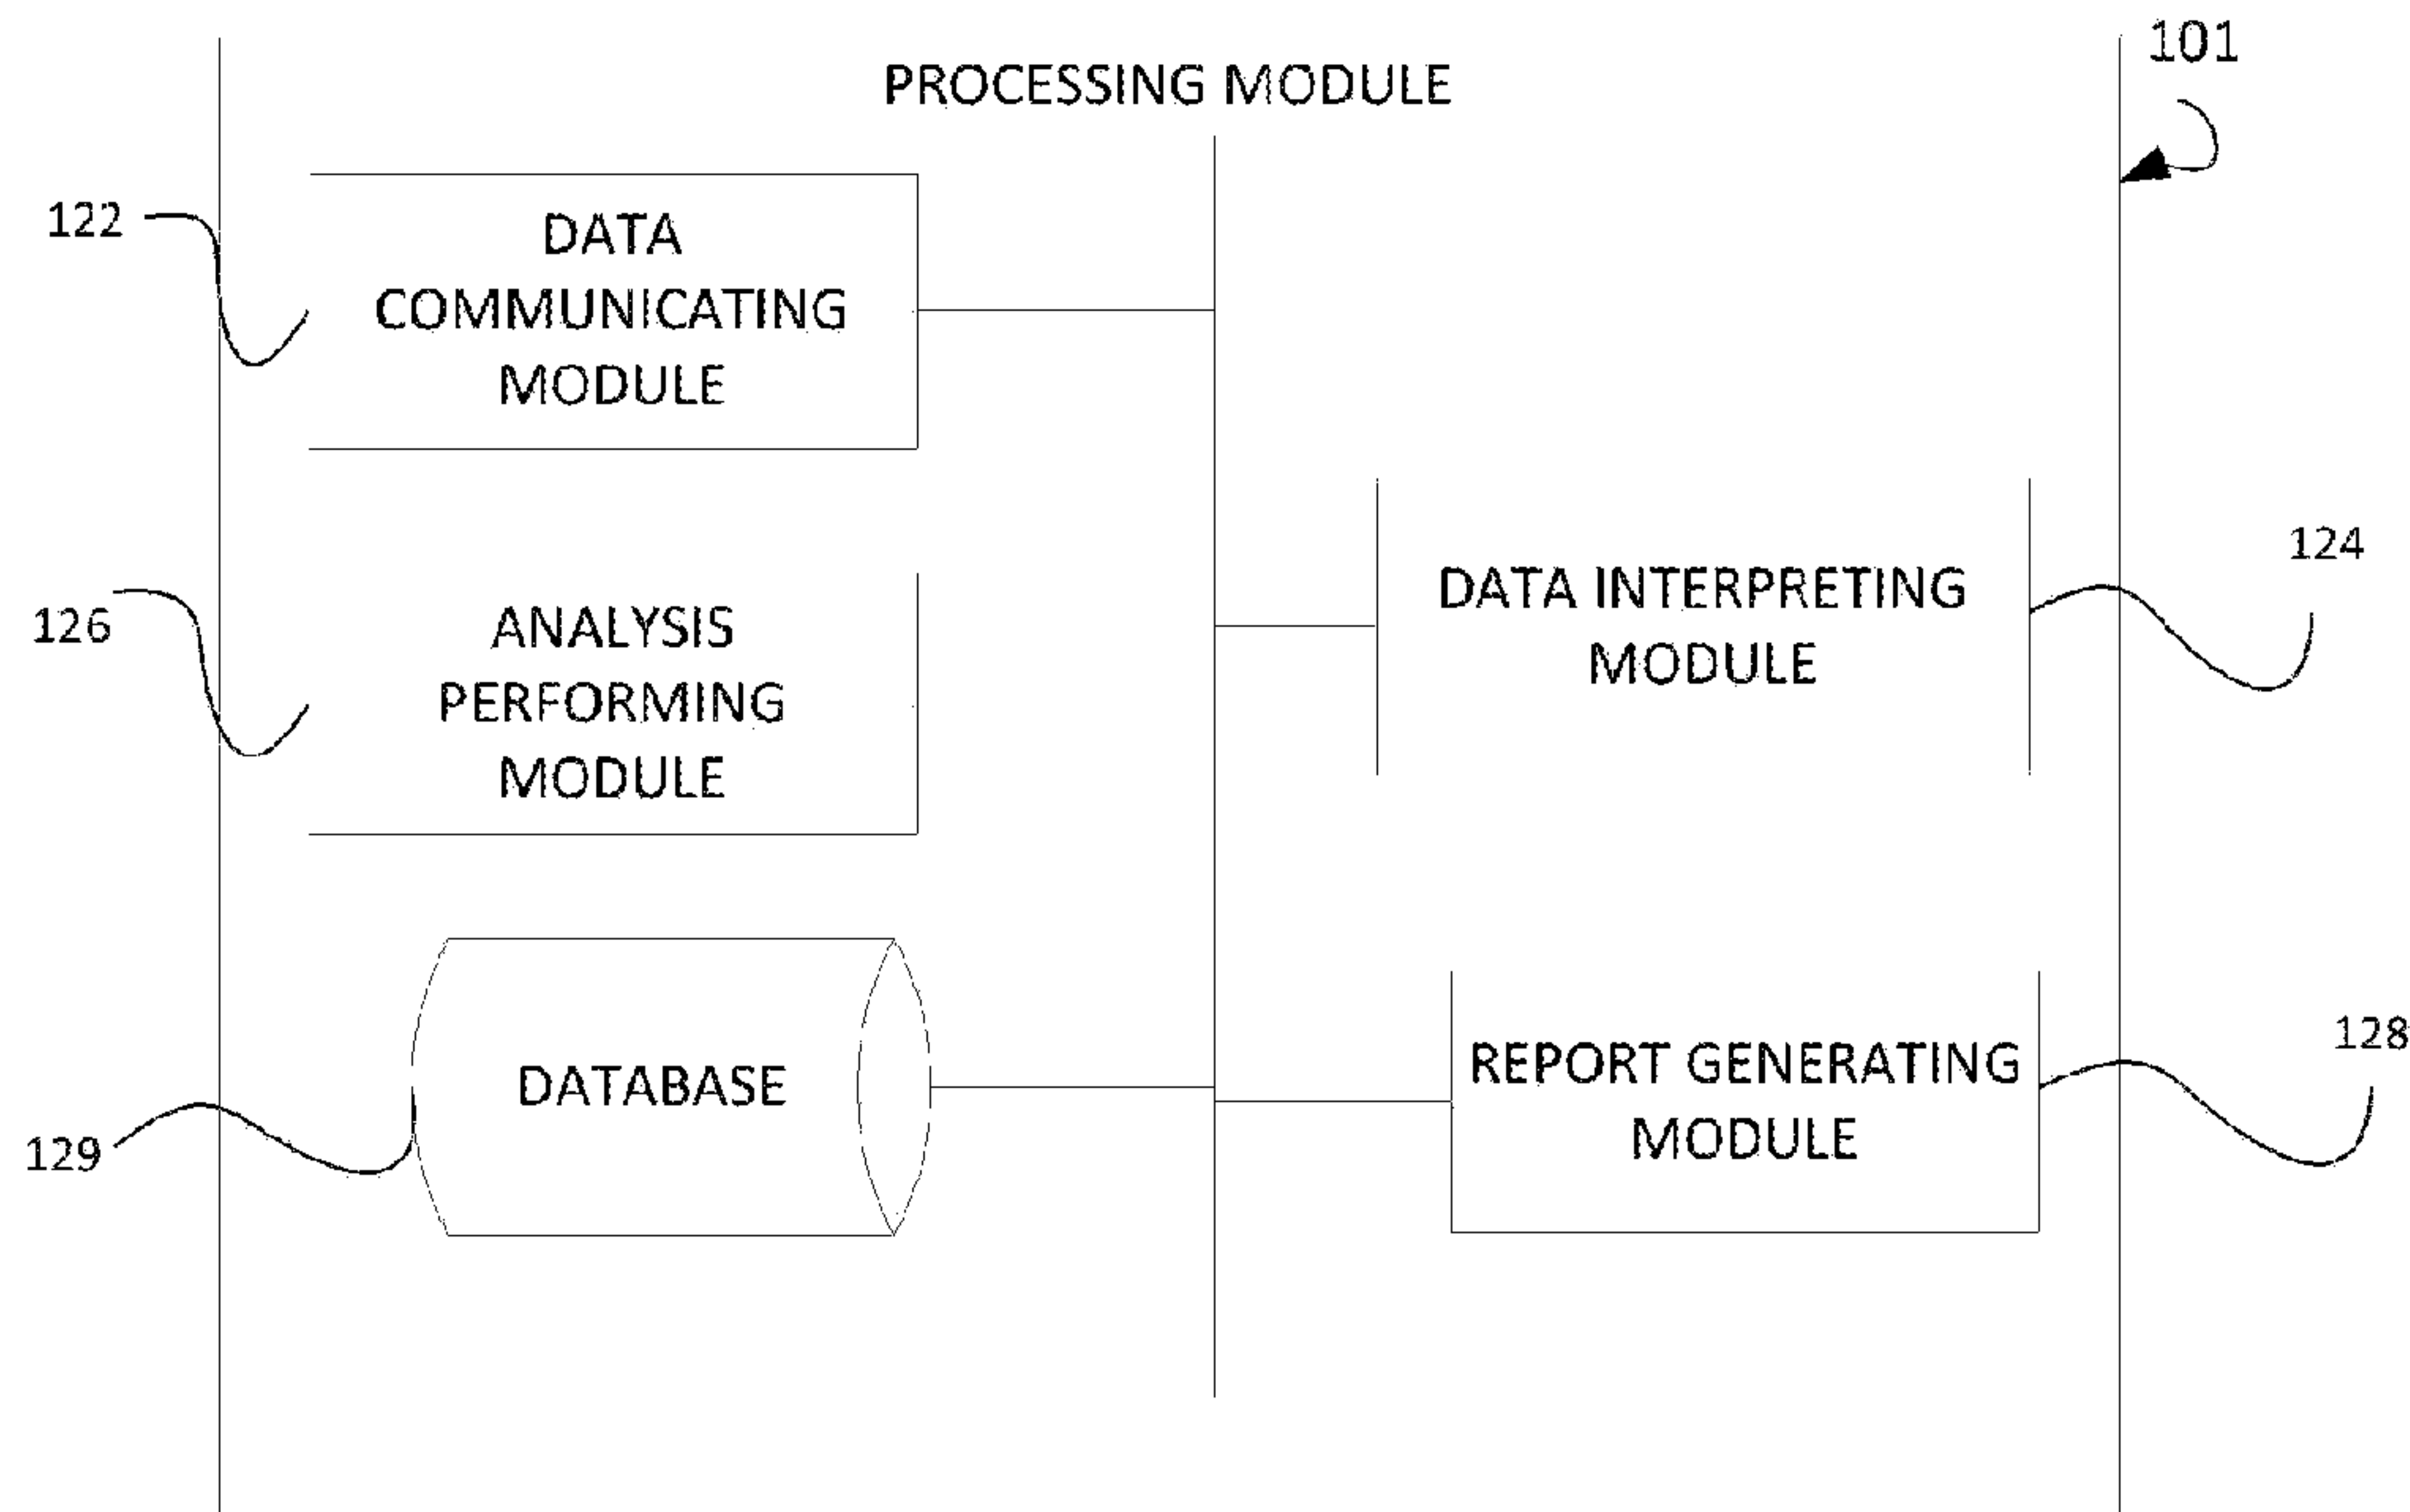 101
PROCESSING MODULE
122
DATA
COMMUNICATING
MODULE
124
DATA INTERPRETING
MODULE
126
ANALYSIS
PERFORMING
MODULE
128
REPORT GENERATING
MODULE
DATABASE
129